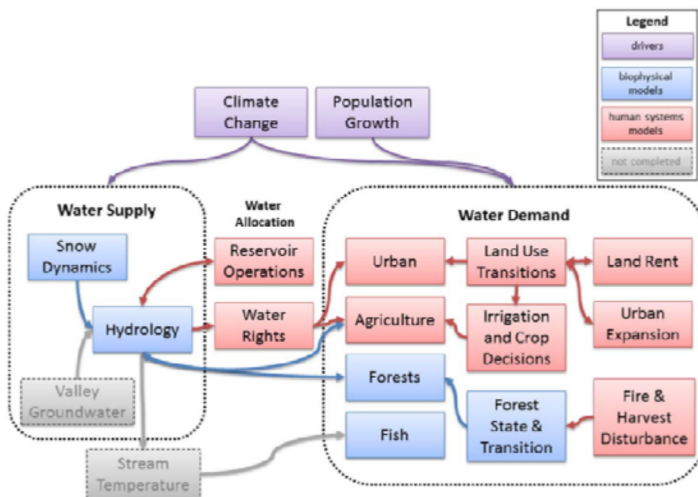 Legend
drivers
biophysical
models
human systems
models
not completed
Climate
Change
Population
Growth
Water Supply
Water
Allocation
Water Demand
Snow
Dynamics
Reservoir
Operations
Urban
Land Use
Transitions
Land Rent
Hydrology
Water
Rights
Agriculture
Irrigation
and Crop
Decisions
Urban
Expansion
Valley
Groundwater
Forests
Forest
State &
Transition
Fire &
Harvest
Disturbance
Fish
Stream
Temperature